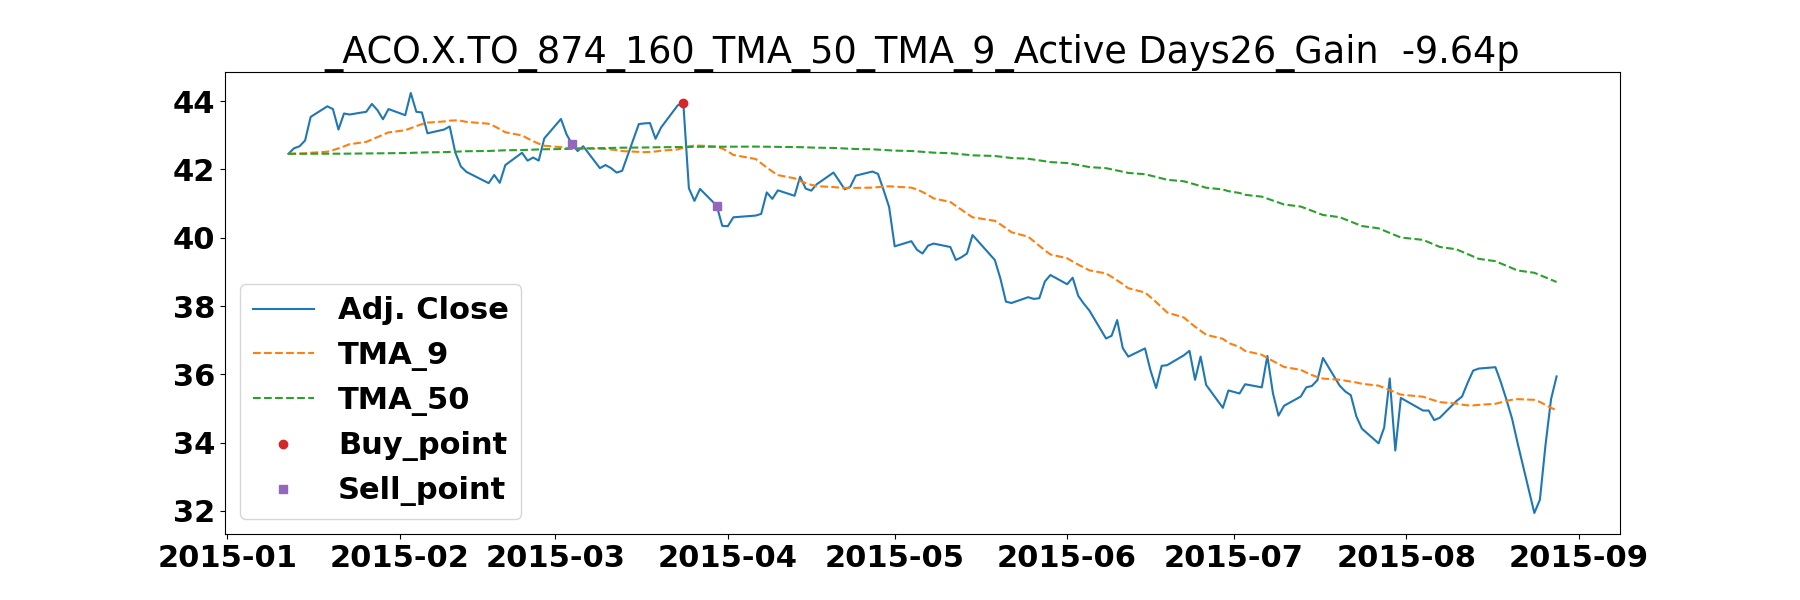 _ACO.X.TO_874_160_TMA_50_TMA_9_Active Days26_Gain  -9.64p
44
42
40
38
36
34
32
Adj. Close
TMA_9
TMA_50
Buy_point
Sell_point
2015-01 2015-02 2015-03 2015-04 2015-05 2015-06 2015-07 2015-08 2015-09